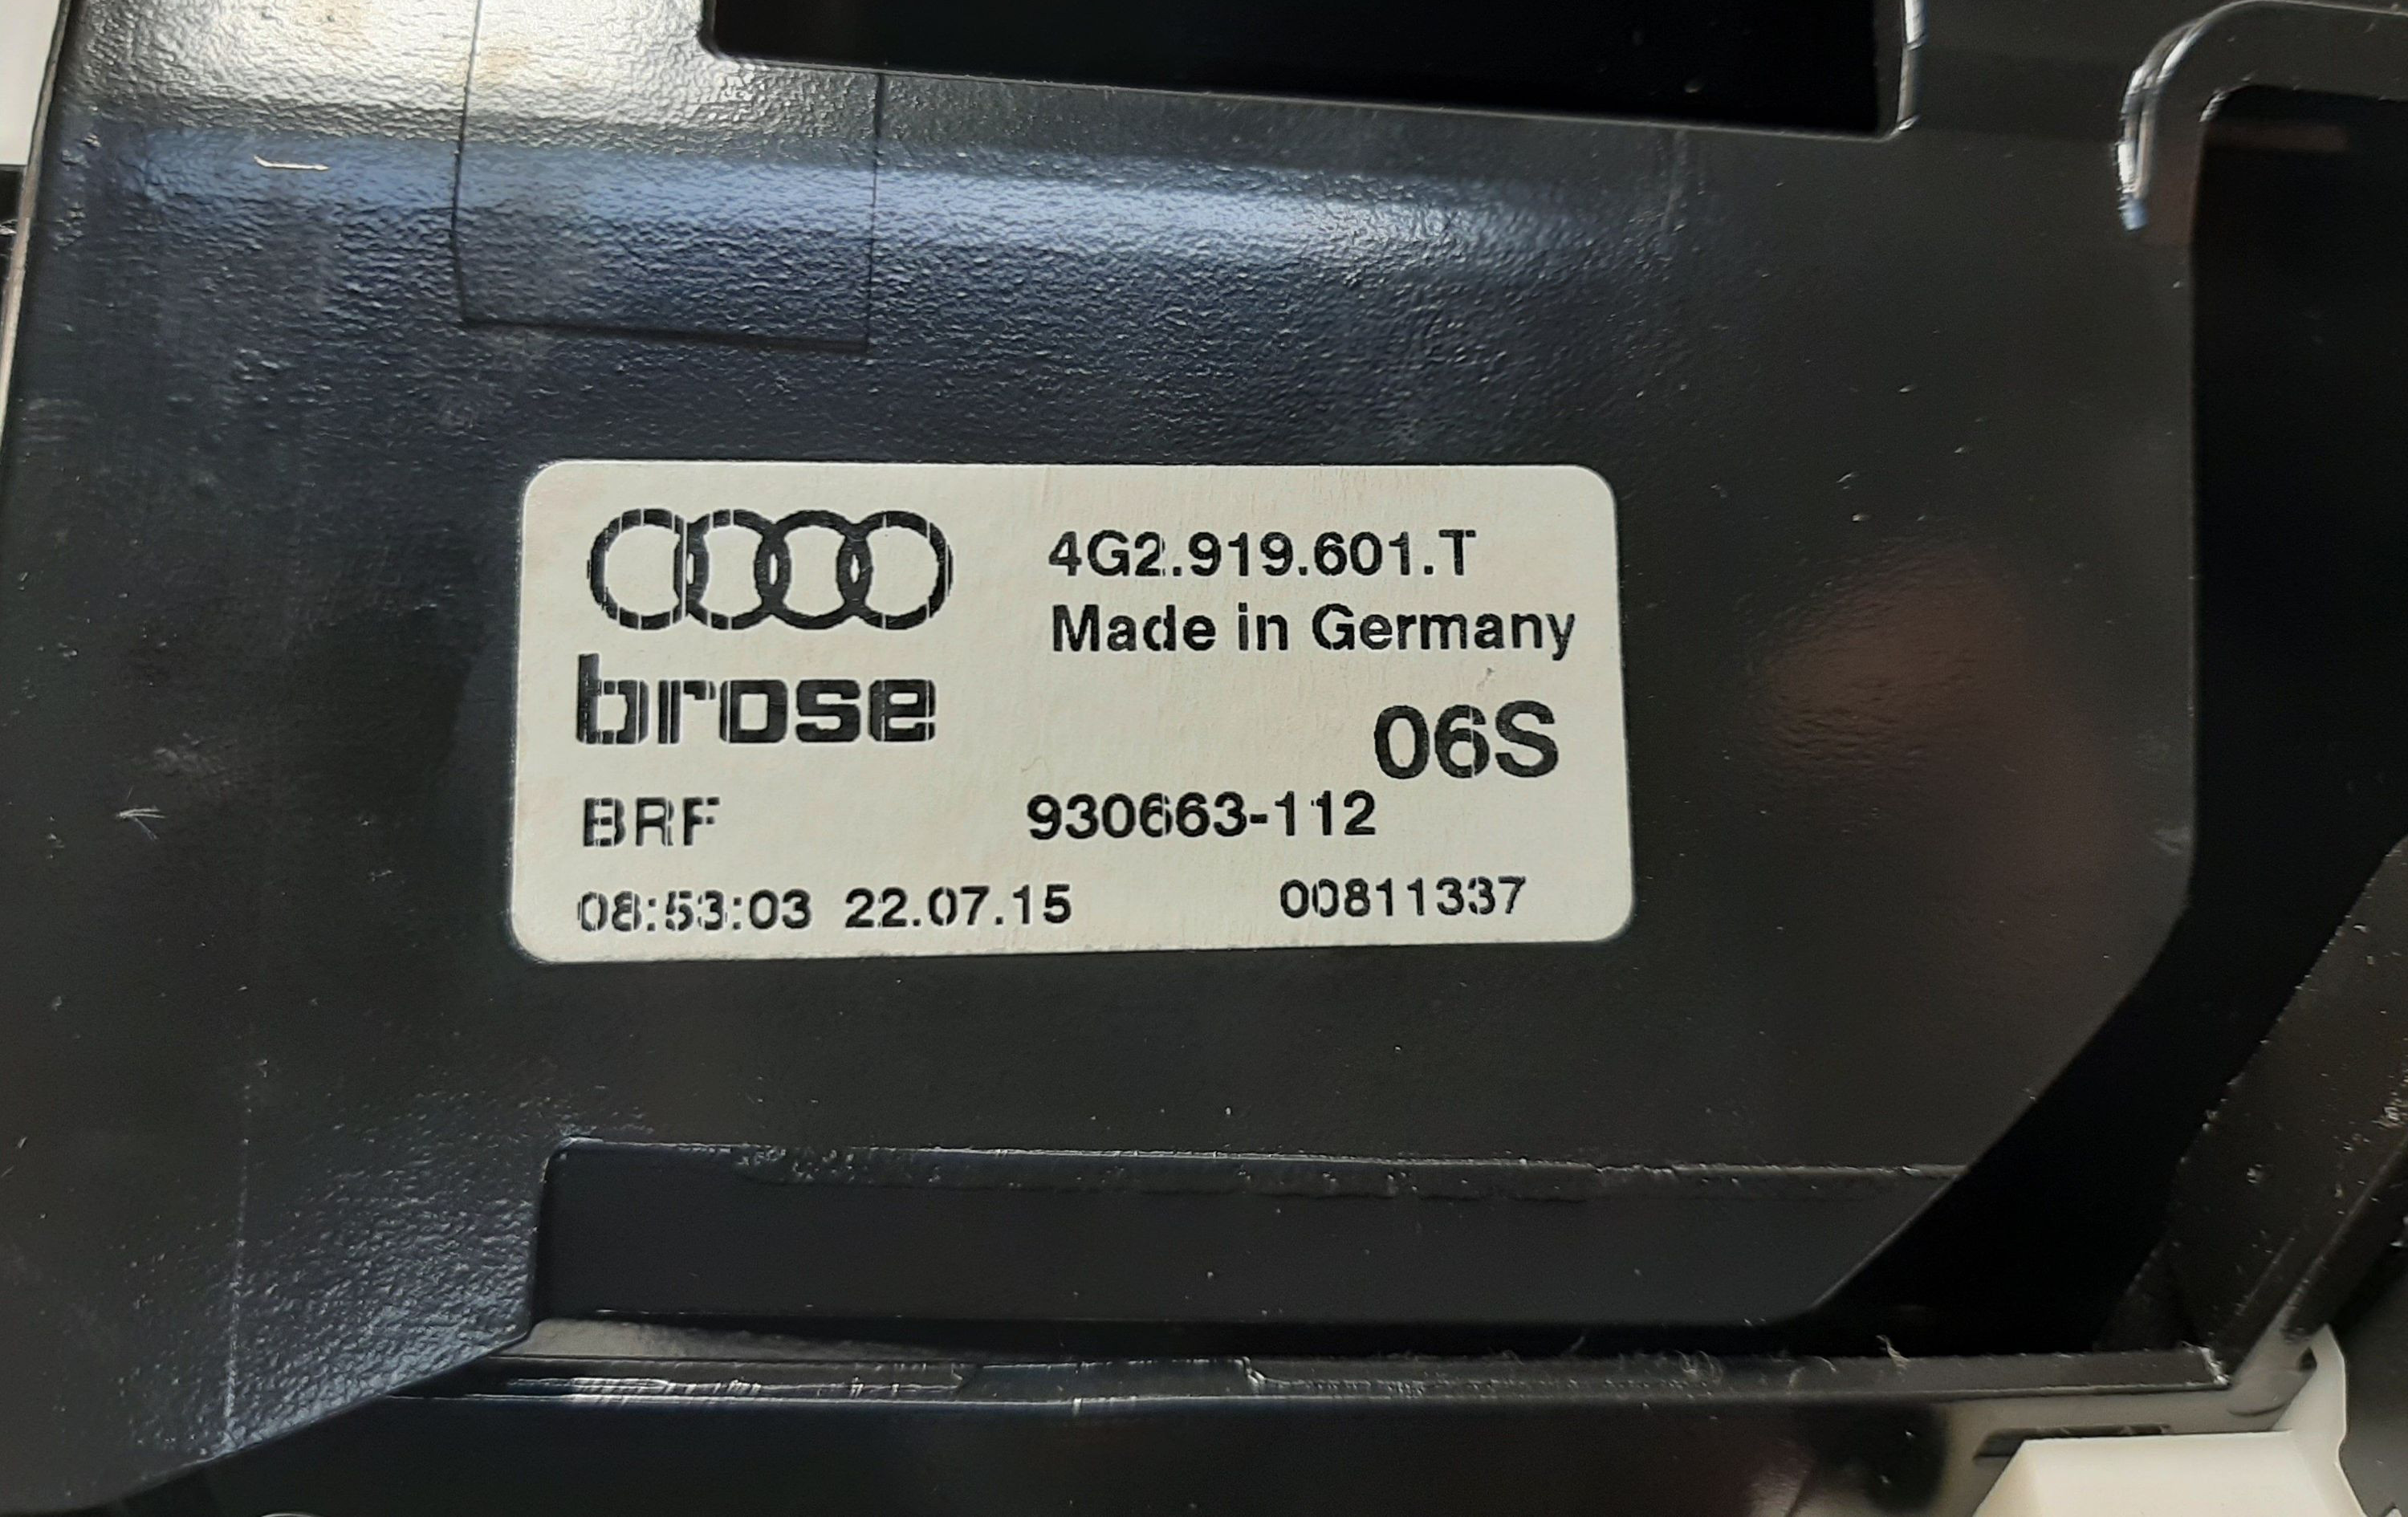 4G2.919.601.T
Made in Germany
brose
06S
BRF 930663-112
08:53:03 22.07.15 00811337